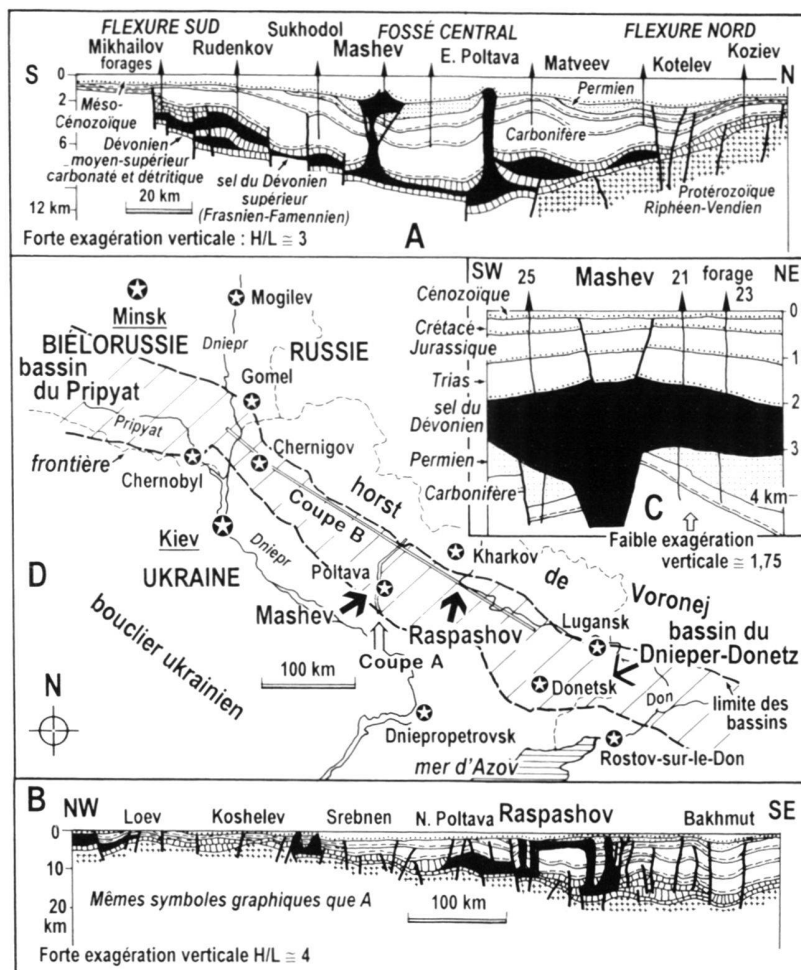 FLEXURE SUD
FOSSÉ CENTRAL
FLEXURE NORD
Mikhailov
Rudenkov
Sukhodol
Mashev
E. Poltava
Matveev
Kotelev
Koziev
S
N
forages
0
2
6
12 km
Méso-
Cénozoïque
Dévonien
moyen-supérieur
carbonaté et détritique
20 km
sel du Dévonien
supérieur
(Frasnien-Famennien)
Permien
Carbonifère
Protérozoïque
Riphéen-Vendien
Forte exagération verticale : H/L ≅ 3
A
SW
25
Mashev
21
forage
23
NE
Cénozoïque
Crétacé
Jurassique
Trias
sel du
Dévonien
Permien
Carbonifère
0
1
2
3
4 km
C
Faible exagération
verticale ≅ 1,75
Minsk
Mogilev
BIÉLORUSSIE
Dniepr
RUSSIE
bassin
du Pripyat
Gomel
Pripyat
Chernigov
frontière
Chernobyl
horst
Coupe B
Kiev
Dniepr
Kharkov
D
UKRAINE
Poltava
de
Voronej
Mashev
Raspashov
Lugansk
bassin du
Dnieper-Donetz
bouclier ukrainien
Coupe A
100 km
Donetsk
Don
limite des
bassins
N
Dniepropetrovsk
Rostov-sur-le-Don
mer d'Azov
B
NW
Loev
Koshelev
Srebnen
N. Poltava
Raspashov
Bakhmut
SE
0
10
20
km
Mêmes symboles graphiques que A
100 km
Forte exagération verticale H/L ≅ 4